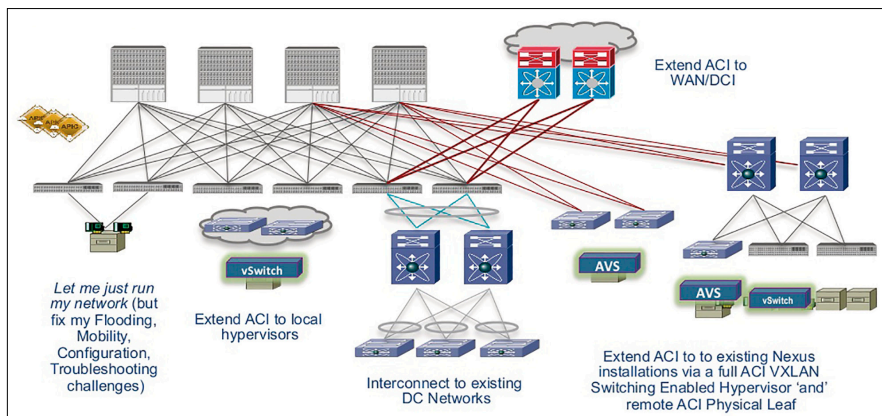 Extend ACI to
WAN/DCI
APIC
vSwitch
AVS
AVS
vSwitch
Let me just run
my network (but
fix my Flooding,
Mobility,
Configuration,
Troubleshooting
challenges)
Extend ACI to local
hypervisors
Interconnect to existing
DC Networks
Extend ACI to to existing Nexus
installations via a full ACI VXLAN
Switching Enabled Hypervisor ‘and’
remote ACI Physical Leaf